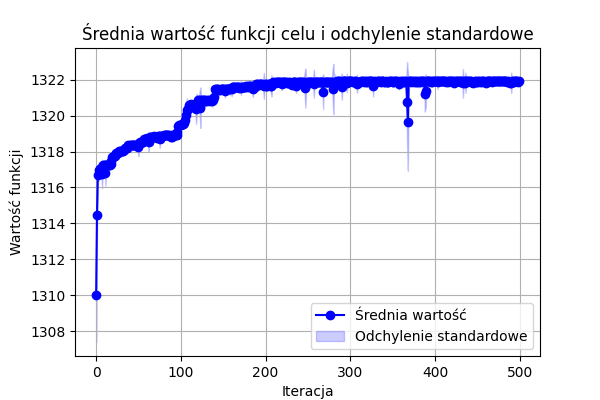 Średnia wartość funkcji celu i odchylenie standardowe
Wartość funkcji
1322
1320
1318
1316
1314
1312
1310
1308
0 100 200 300 400 500
Iteracja
Średnia wartość
Odchylenie standardowe